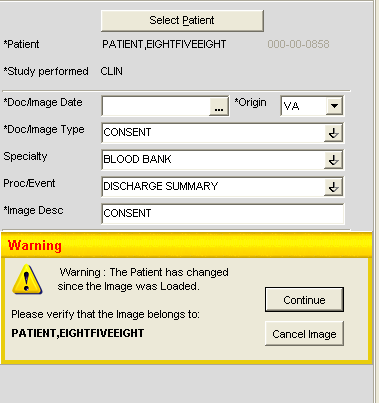 Select Patient
*Patient PATIENT,EIGHTFIVEEIGHT 000-00-0858
*Study performed CLIN
*Doc/Image Date ... *Origin VA
*Doc/Image Type CONSENT
Specialty BLOOD BANK
Proc/Event DISCHARGE SUMMARY
*Image Desc CONSENT
Warning
Warning : The Patient has changed
since the Image was Loaded.
Continue
Please verify that the Image belongs to:
PATIENT,EIGHTFIVEEIGHT
Cancel Image